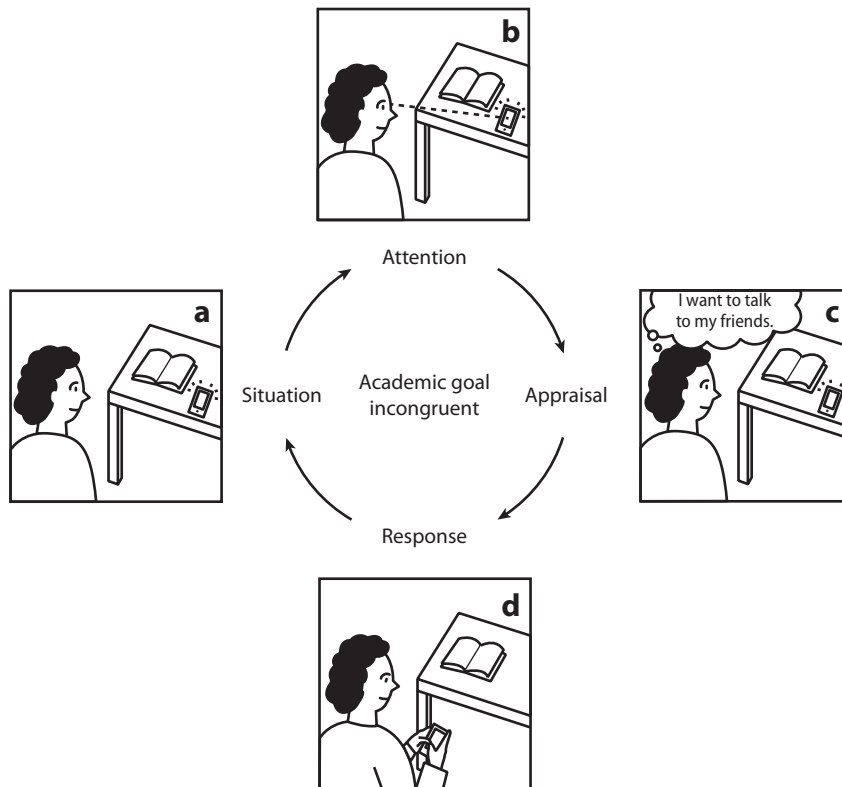 b
Attention
a
I want to talk
to my friends.
c
Situation
Academic goal
incongruent
Appraisal
Response
d